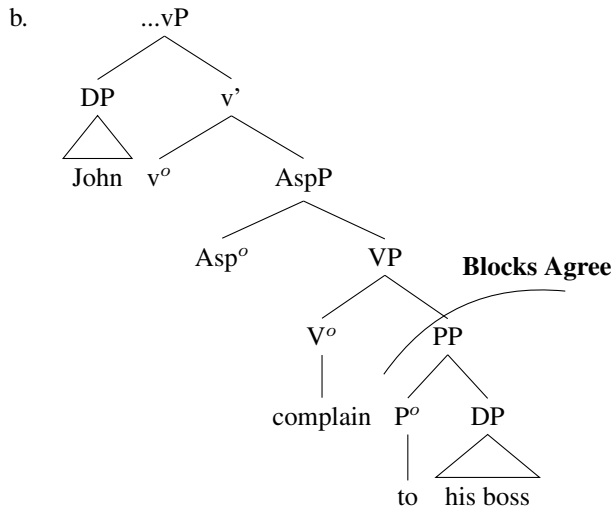 b. ...vP
DP v'
John vᵒ AspP
Aspᵒ VP
Blocks Agree
Vᵒ PP
complain Pᵒ DP
to his boss